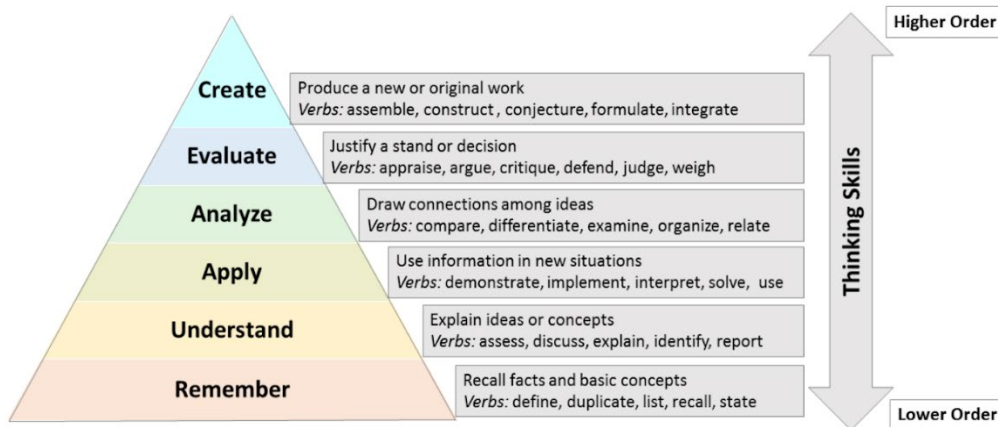 Higher Order
Create
Produce a new or original work
Verbs: assemble, construct , conjecture, formulate, integrate
Evaluate
Justify a stand or decision
Verbs: appraise, argue, critique, defend, judge, weigh
Analyze
Draw connections among ideas
Verbs: compare, differentiate, examine, organize, relate
Apply
Use information in new situations
Verbs: demonstrate, implement, interpret, solve, use
Understand
Explain ideas or concepts
Verbs: assess, discuss, explain, identify, report
Remember
Recall facts and basic concepts
Verbs: define, duplicate, list, recall, state
Thinking Skills
Lower Order